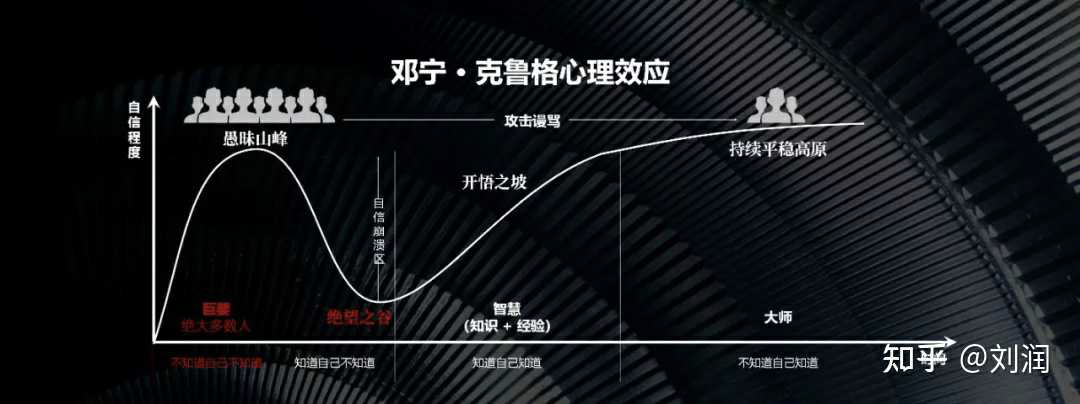 邓宁·克鲁格心理效应
自信程度
愚昧山峰
攻击谩骂
持续平稳高原
开悟之坡
自信崩溃区
巨婴
绝大多数人
绝望之谷
智慧
(知识 + 经验)
大师
不知道自己不知道
知道自己不知道
知道自己知道
不知道自己知道
知乎 @刘润